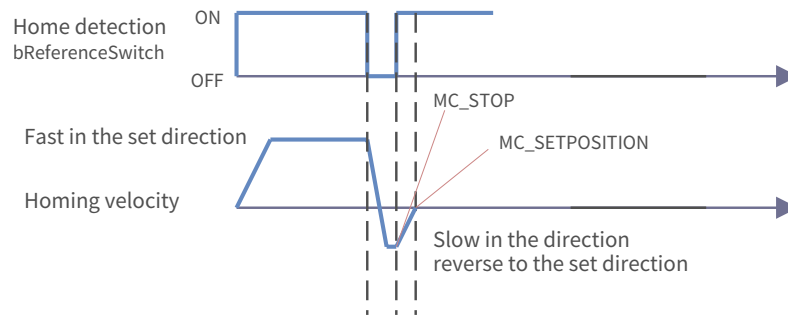 Home detection
bReferenceSwitch
ON
OFF
MC_STOP
Fast in the set direction
MC_SETPOSITION
Homing velocity
Slow in the direction
reverse to the set direction